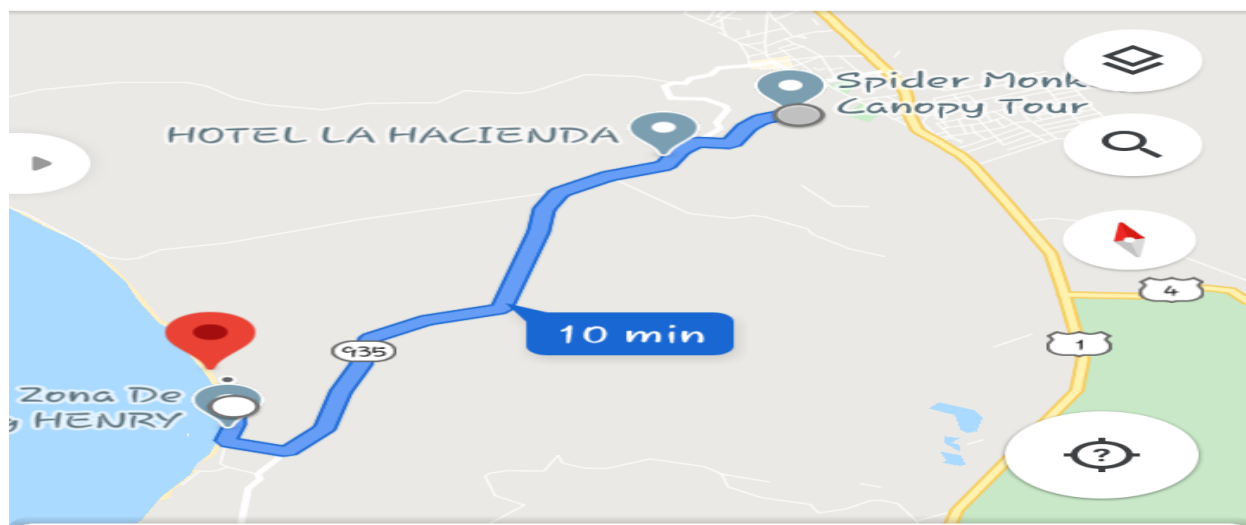 Spider Monk
Canopy Tour
HOTEL LA HACIENDA
4
10 min
1
935
Zona De
HENRY
?